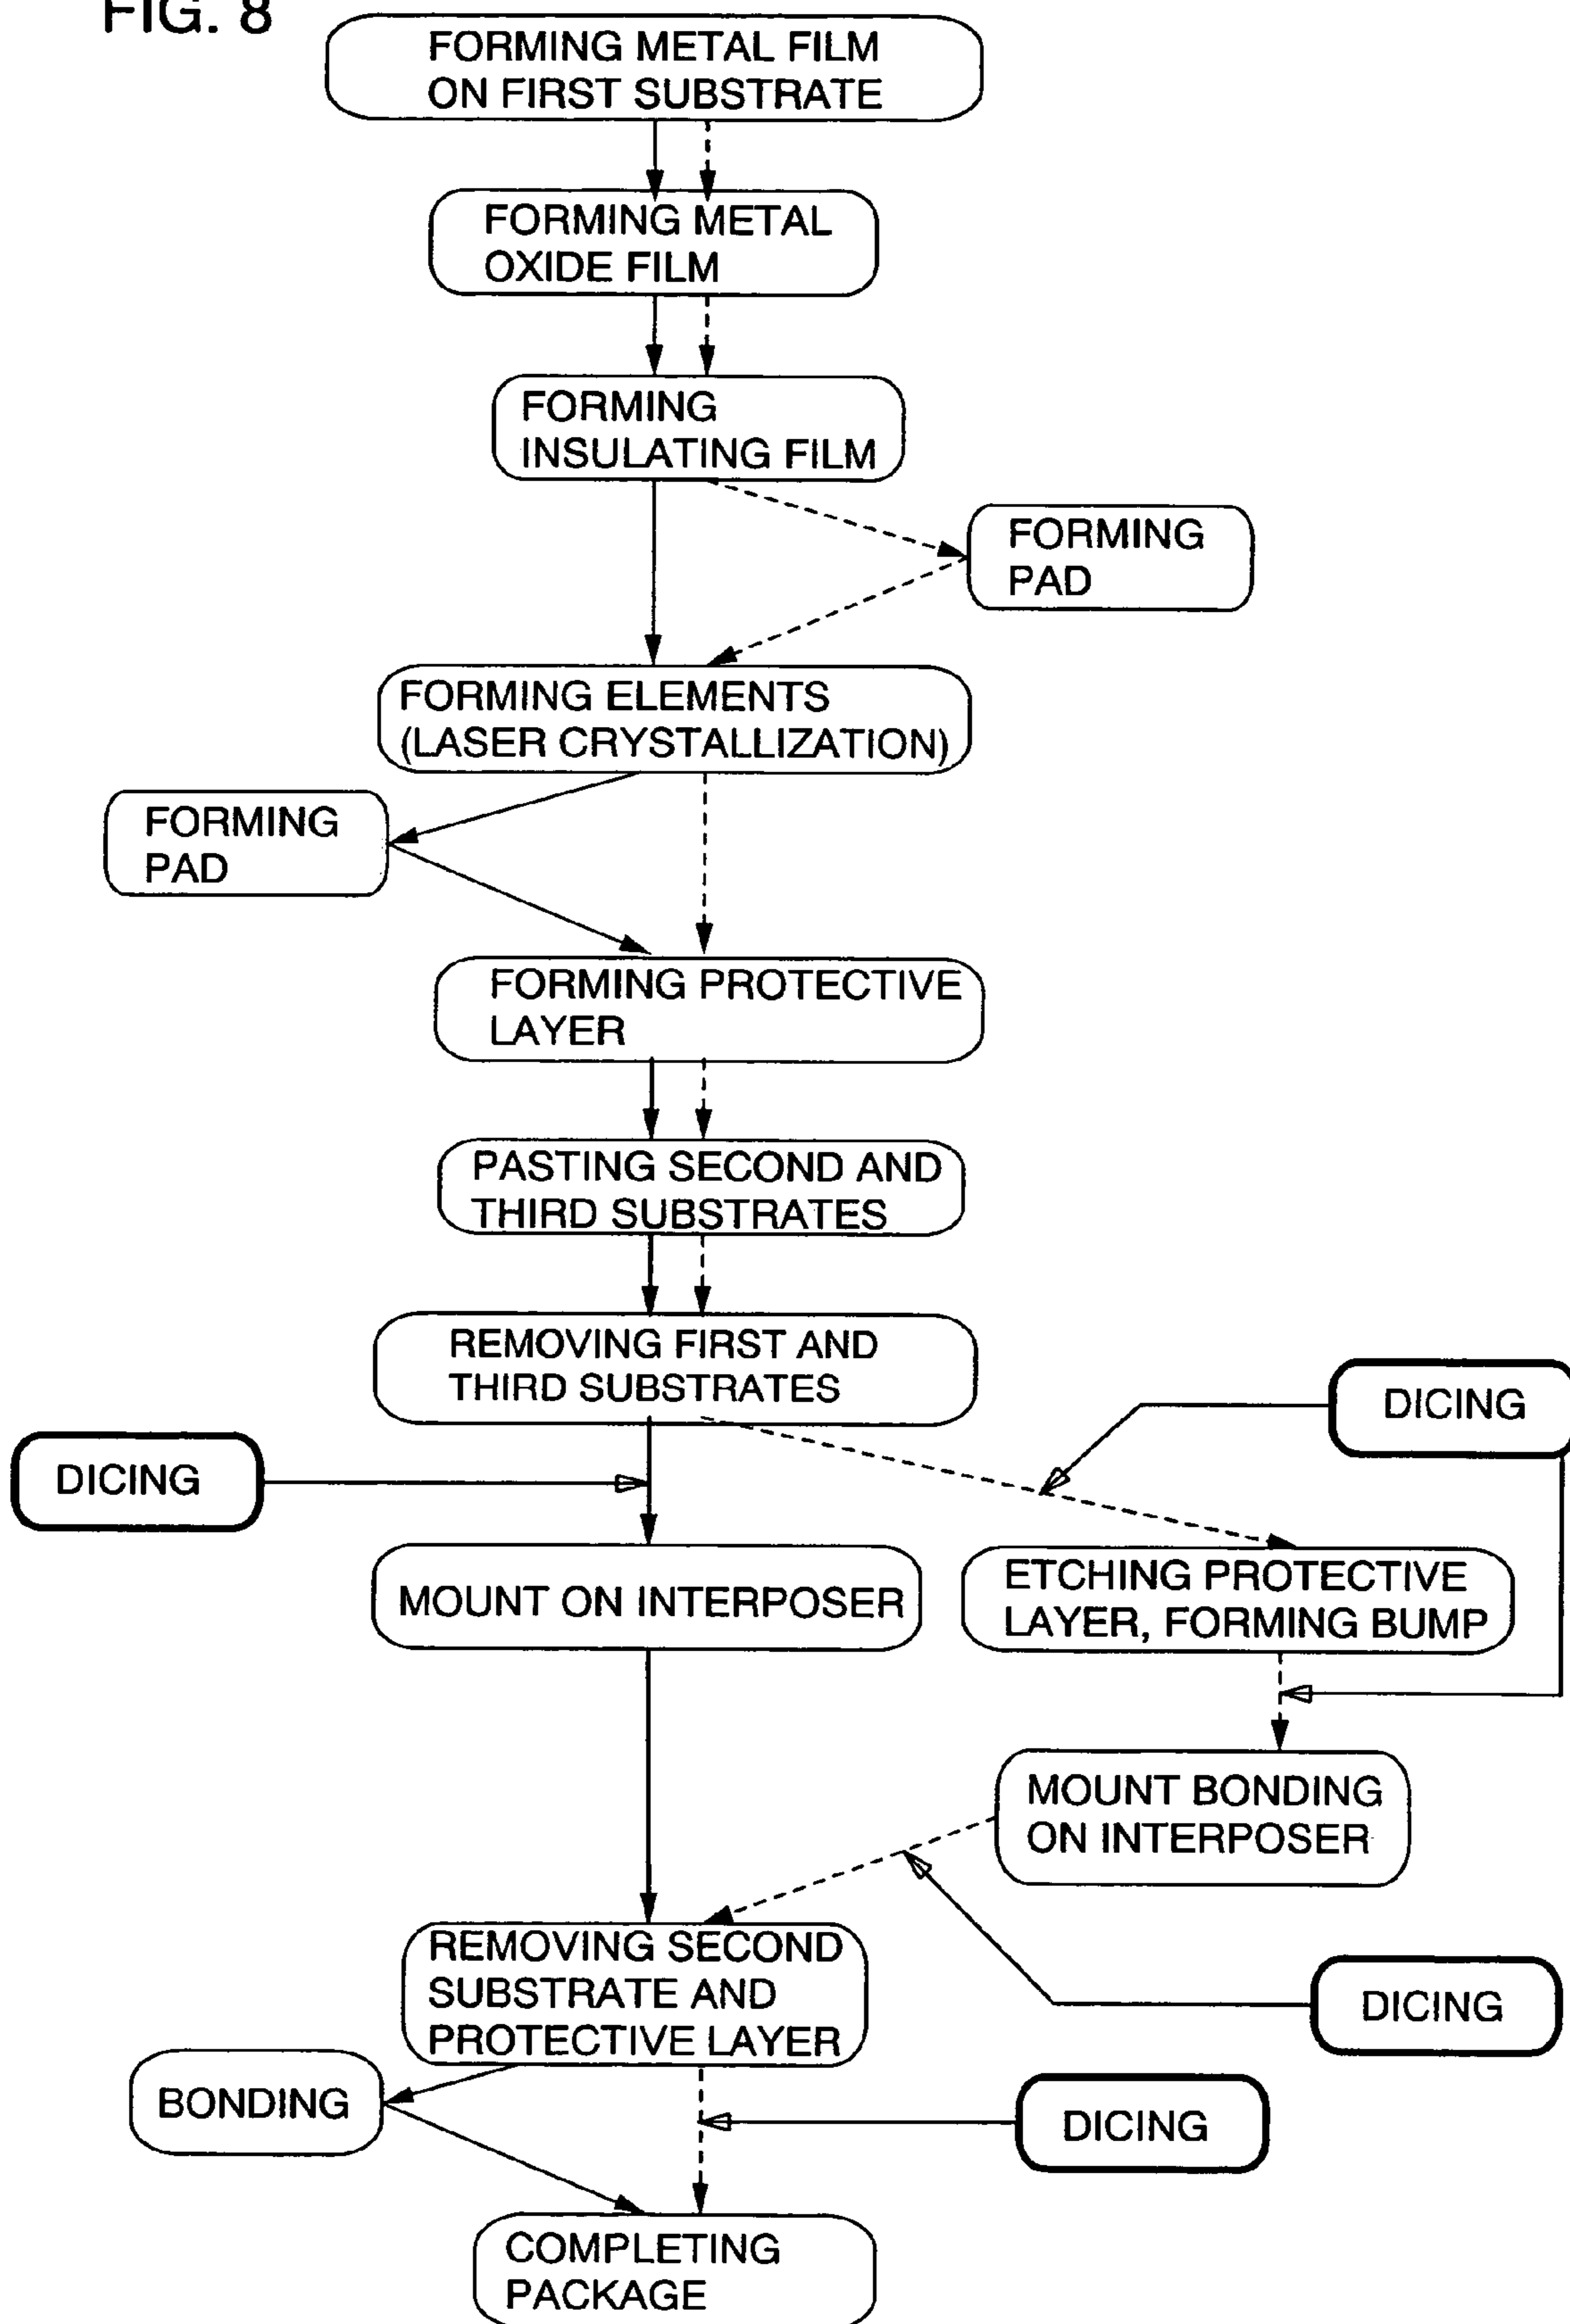 FIG. 8
FORMING METAL FILM
ON FIRST SUBSTRATE
FORMING METAL
OXIDE FILM
FORMING
INSULATING FILM
FORMING
PAD
FORMING ELEMENTS
(LASER CRYSTALLIZATION)
FORMING
PAD
FORMING PROTECTIVE
LAYER
PASTING SECOND AND
THIRD SUBSTRATES
REMOVING FIRST AND
THIRD SUBSTRATES
DICING
DICING
MOUNT ON INTERPOSER
ETCHING PROTECTIVE
LAYER, FORMING BUMP
MOUNT BONDING
ON INTERPOSER
REMOVING SECOND
SUBSTRATE AND
PROTECTIVE LAYER
DICING
BONDING
DICING
COMPLETING
PACKAGE